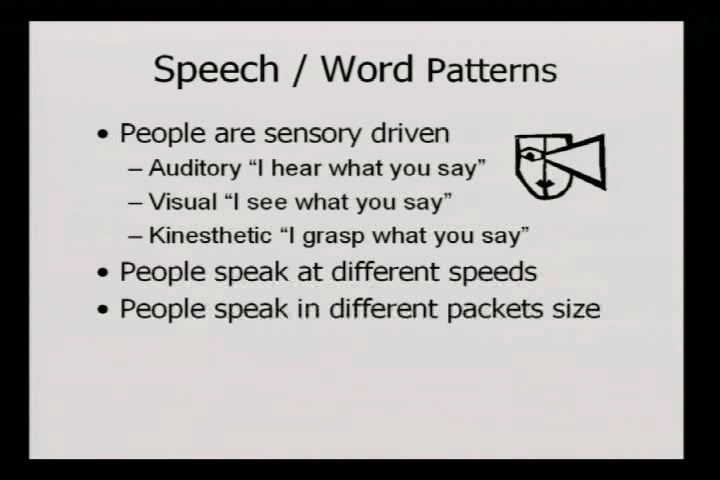 Speech / Word Patterns
• People are sensory driven
– Auditory “I hear what you say”
– Visual “I see what you say”
– Kinesthetic “I grasp what you say”
• People speak at different speeds
• People speak in different packets size